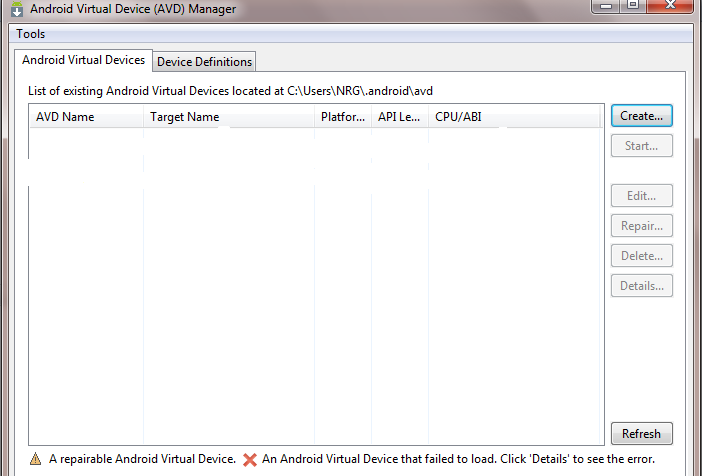 Android Virtual Device (AVD) Manager
Tools
Android Virtual Devices
Device Definitions
List of existing Android Virtual Devices located at C:\Users\NRG\.android\avd
AVD Name Target Name Platfor... API Le... CPU/ABI
Create...
Start...
Edit...
Repair...
Delete...
Details...
Refresh
A repairable Android Virtual Device. An Android Virtual Device that failed to load. Click 'Details' to see the error.